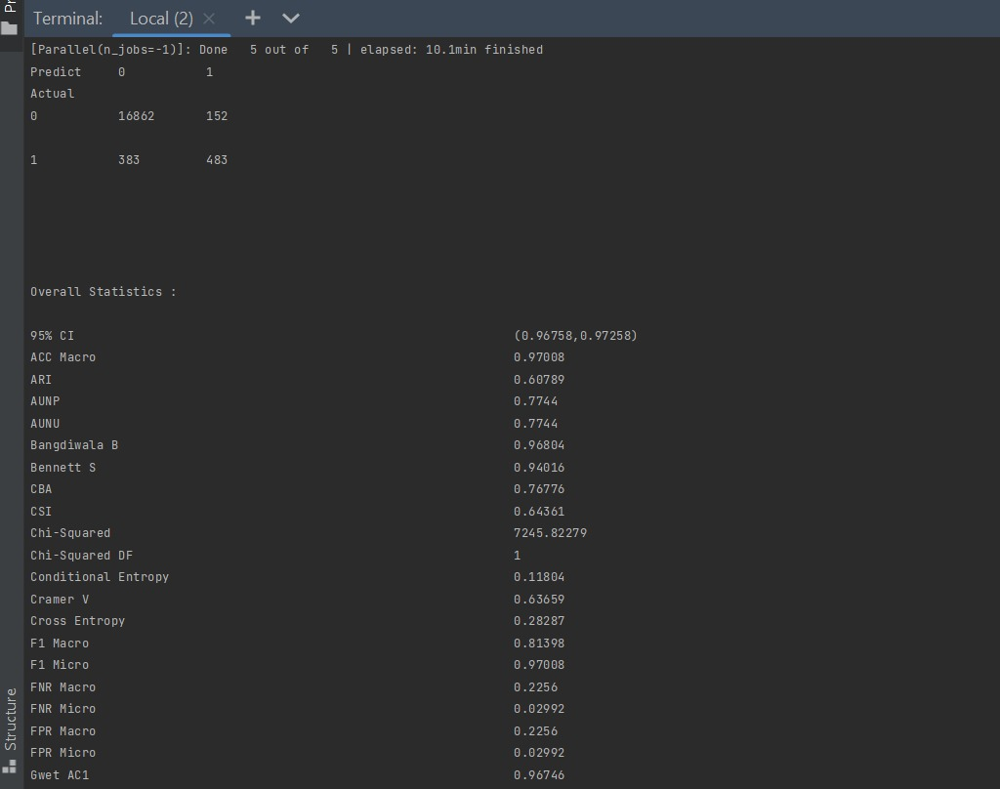 Pr
Terminal: Local (2)
[Parallel(n_jobs=-1)]: Done 5 out of 5 | elapsed: 10.1min finished
Predict 0 1
Actual
0 16862 152
1 383 483
Overall Statistics :
95% CI (0.96758,0.97258)
ACC Macro 0.97008
ARI 0.60789
AUNP 0.7744
AUNU 0.7744
Bangdiwala B 0.96804
Bennett S 0.94016
CBA 0.76776
CSI 0.64361
Chi-Squared 7245.82279
Chi-Squared DF 1
Conditional Entropy 0.11804
Cramer V 0.63659
Cross Entropy 0.28287
F1 Macro 0.81398
F1 Micro 0.97008
FNR Macro 0.2256
FNR Micro 0.02992
FPR Macro 0.2256
FPR Micro 0.02992
Gwet AC1 0.96746
Structure